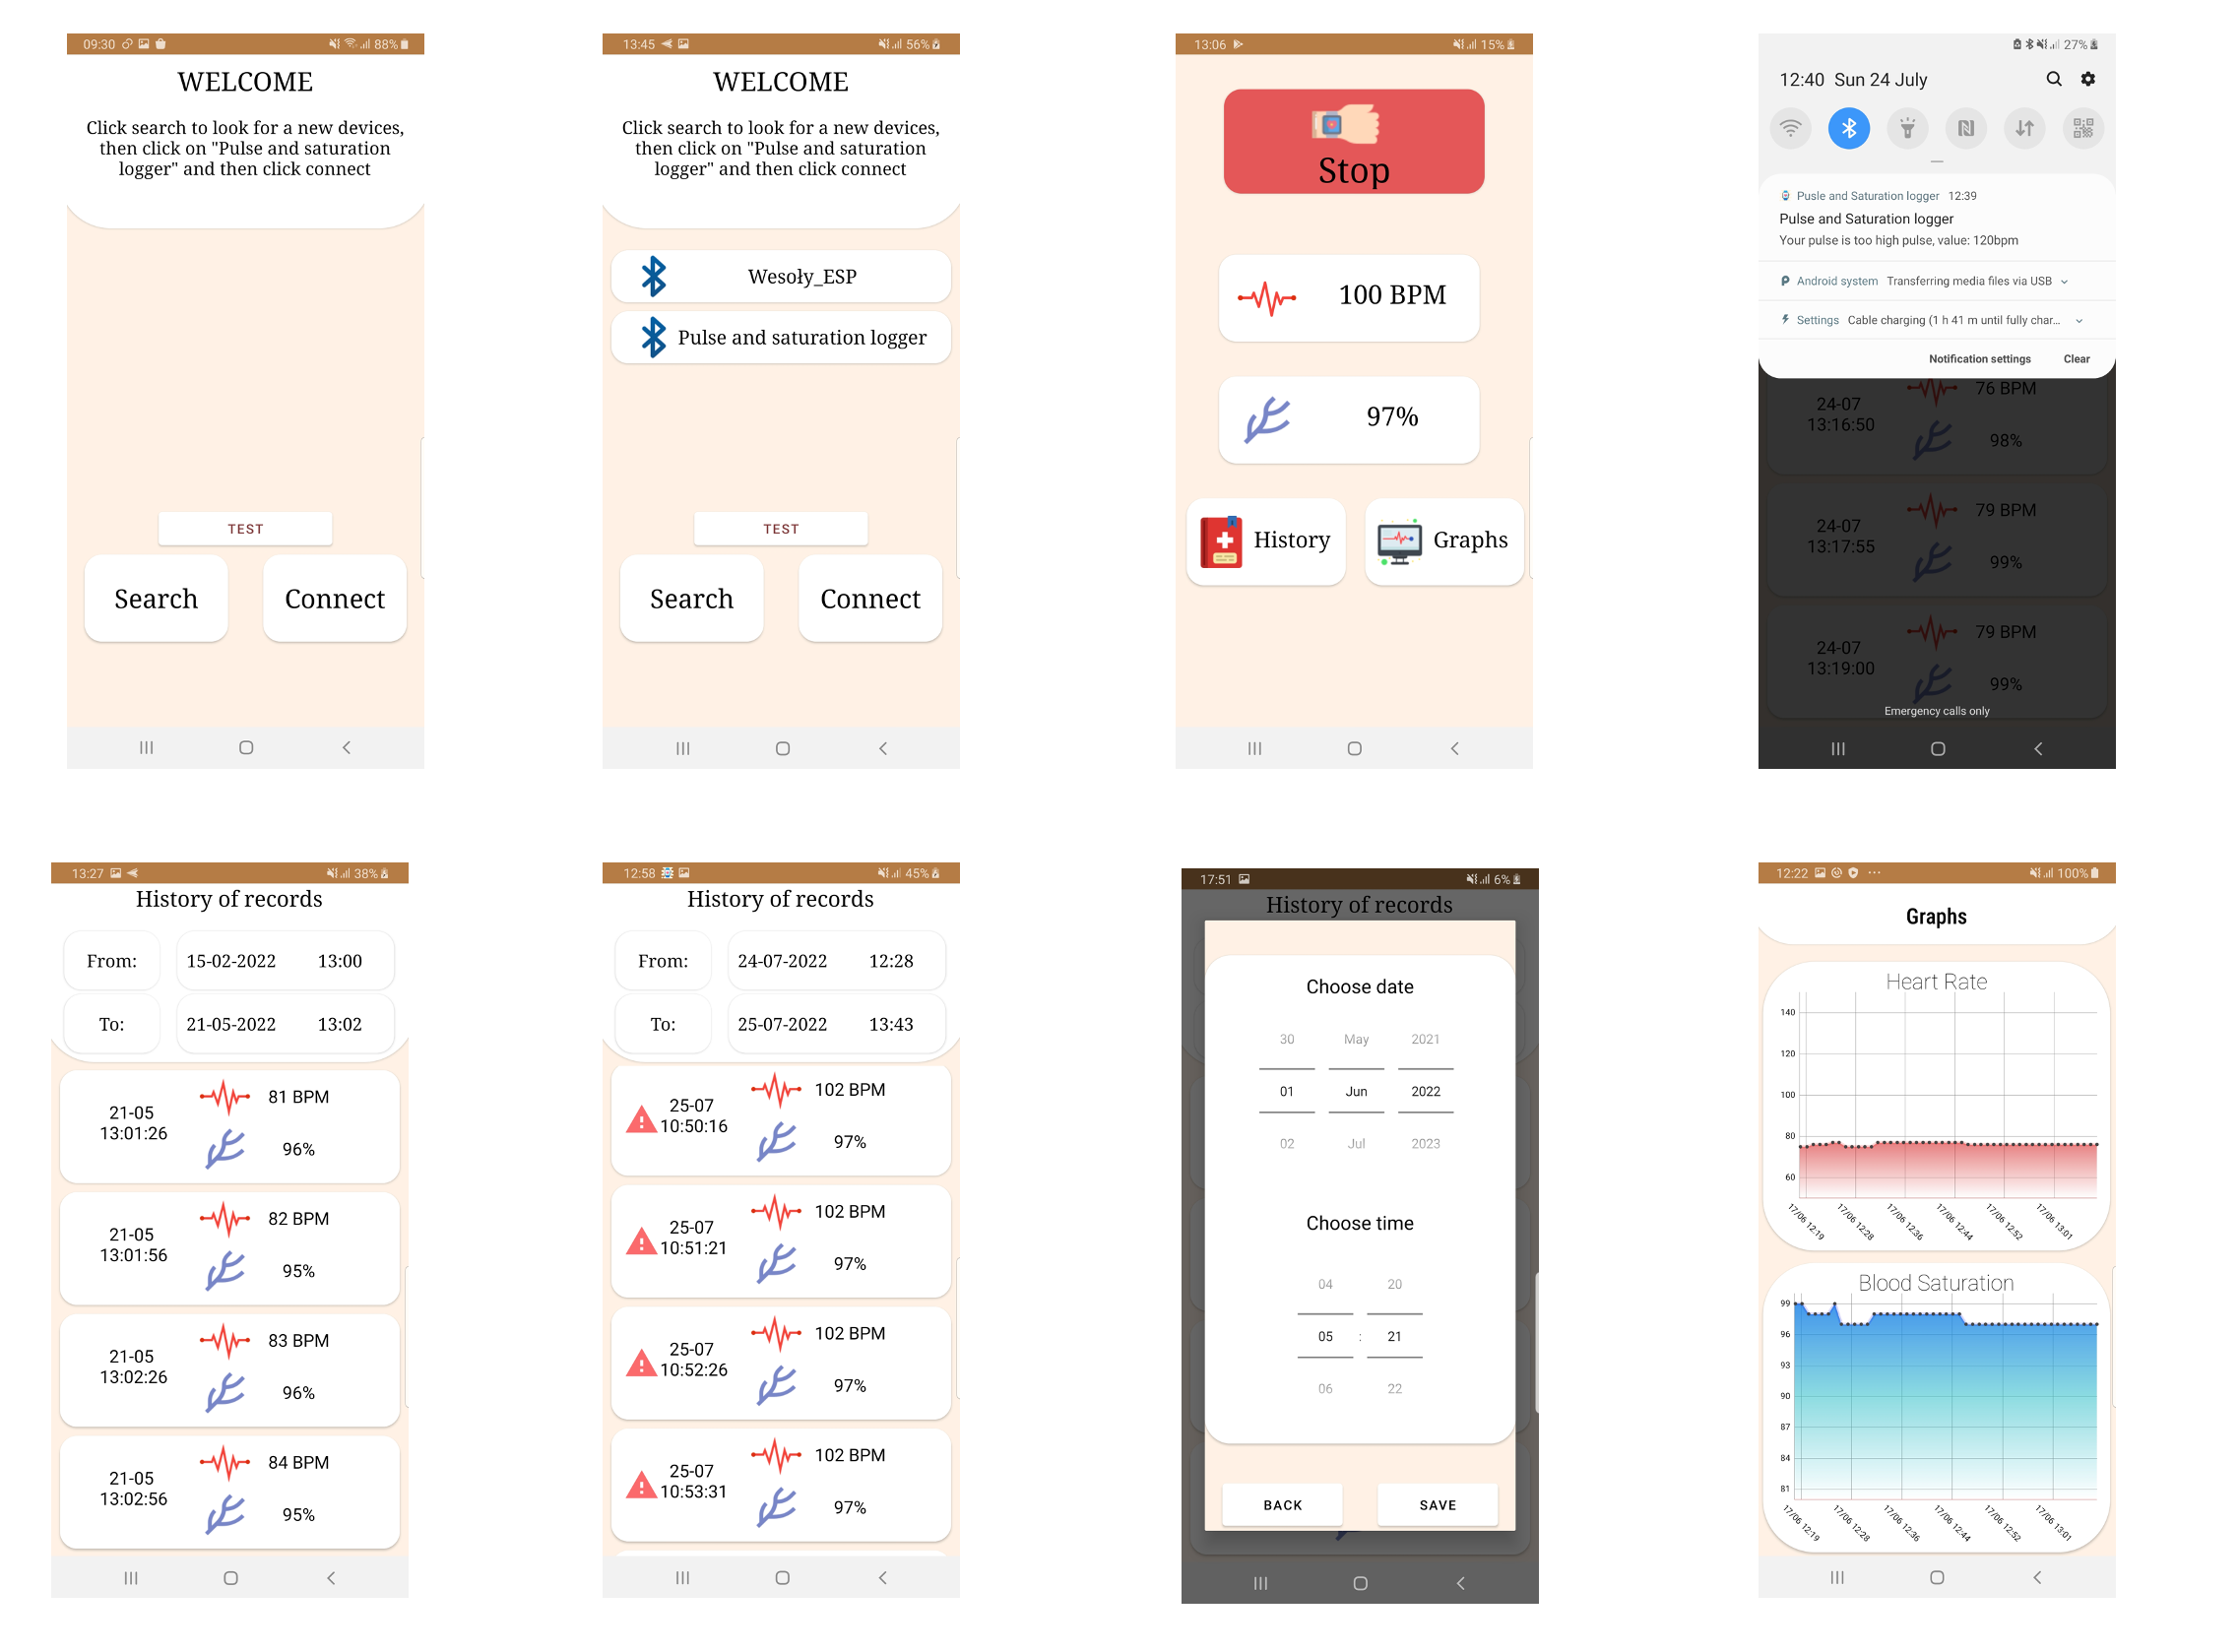 09:30 88%
WELCOME
Click search to look for a new devices,
then click on "Pulse and saturation
logger" and then click connect
TEST
Search Connect
13:45 56%
WELCOME
Click search to look for a new devices,
then click on "Pulse and saturation
logger" and then click connect
Wesoły_ESP
Pulse and saturation logger
TEST
Search Connect
13:06 15%
Stop
100 BPM
97%
History Graphs
27%
12:40 Sun 24 July
Pusle and Saturation logger 12:39
Pulse and Saturation logger
Your pulse is too high pulse, value: 120bpm
Android system Transferring media files via USB
Settings Cable charging (1 h 41 m until fully char...
Notification settings Clear
76 BPM
24-07
13:16:50
98%
79 BPM
24-07
13:17:55
99%
79 BPM
24-07
13:19:00
99%
Emergency calls only
13:27 38%
History of records
From: 15-02-2022 13:00
To: 21-05-2022 13:02
81 BPM
21-05
13:01:26
96%
82 BPM
21-05
13:01:56
95%
83 BPM
21-05
13:02:26
96%
84 BPM
21-05
13:02:56
95%
12:58 45%
History of records
From: 24-07-2022 12:28
To: 25-07-2022 13:43
102 BPM
25-07
10:50:16
97%
102 BPM
25-07
10:51:21
97%
102 BPM
25-07
10:52:26
97%
102 BPM
25-07
10:53:31
97%
17:51 6%
History of records
Choose date
30 May 2021
01 Jun 2022
02 Jul 2023
Choose time
04 20
05 : 21
06 22
BACK SAVE
12:22 100%
Graphs
Heart Rate
140
120
100
80
60
17/06 12:19 17/06 12:28 17/06 12:36 17/06 12:44 17/06 12:52 17/06 13:01
Blood Saturation
99
96
93
90
87
84
81
17/06 12:19 17/06 12:28 17/06 12:36 17/06 12:44 17/06 12:52 17/06 13:01